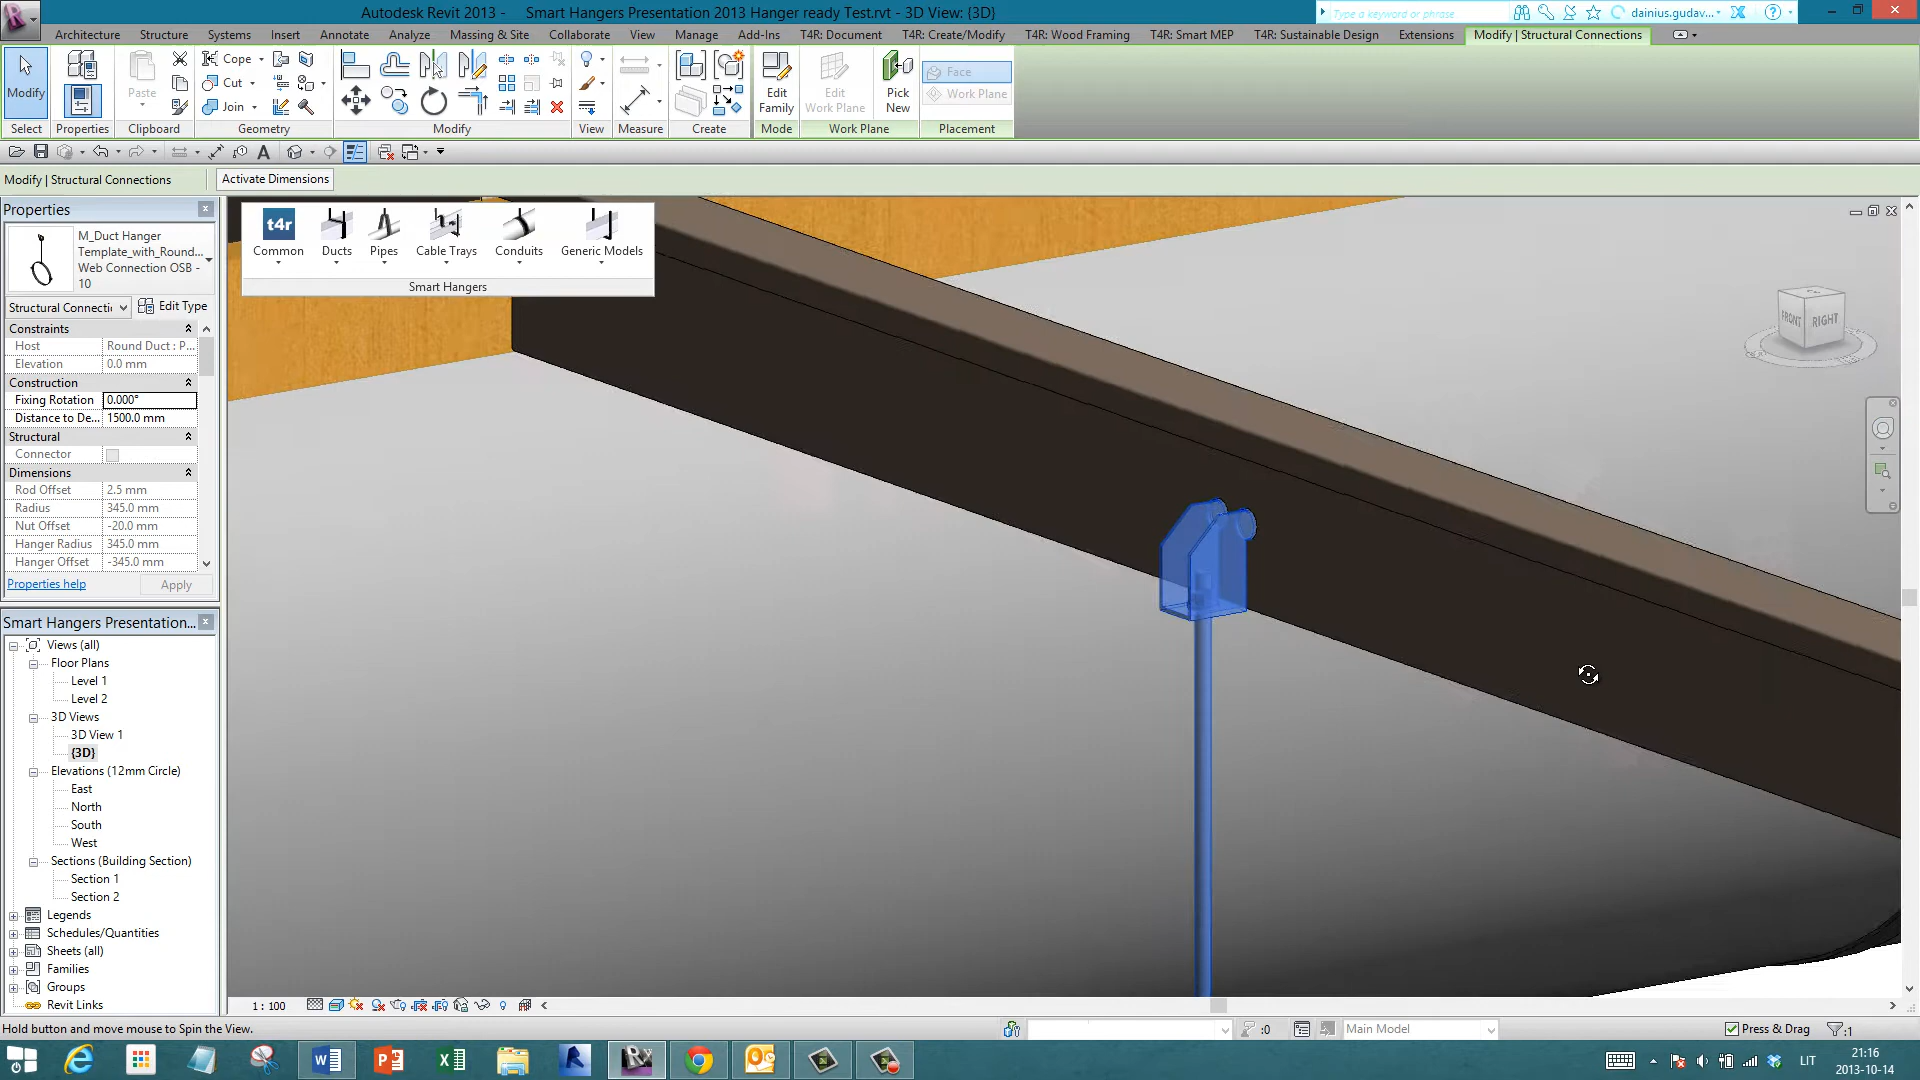 Autodesk Revit 2013 - Smart Hangers Presentation 2013 Hanger ready Test.rvt - 3D View: {3D}
Type a keyword or phrase
dainius.gudav...
Architecture Structure Systems Insert Annotate Analyze Massing & Site Collaborate View Manage Add-Ins T4R: Document T4R: Create/Modify T4R: Wood Framing T4R: Smart MEP T4R: Sustainable Design Extensions Modify | Structural Connections
Modify
Paste
Cope
Cut
Join
Edit Family
Edit Work Plane
Pick New
Face
Work Plane
Select Properties Clipboard Geometry Modify View Measure Create Mode Work Plane Placement
Modify | Structural Connections Activate Dimensions
Properties
M_Duct Hanger
Template_with_Round...
Web Connection OSB -
10
Structural Connecti Edit Type
Constraints
Host Round Duct : P...
Elevation 0.0 mm
Construction
Fixing Rotation 0.000°
Distance to De... 1500.0 mm
Structural
Connector
Dimensions
Rod Offset 2.5 mm
Radius 345.0 mm
Nut Offset -20.0 mm
Hanger Radius 345.0 mm
Hanger Offset -345.0 mm
Properties help Apply
t4r
Common Ducts Pipes Cable Trays Conduits Generic Models
Smart Hangers
FRONT RIGHT
Smart Hangers Presentation...
Views (all)
Floor Plans
Level 1
Level 2
3D Views
3D View 1
{3D}
Elevations (12mm Circle)
East
North
South
West
Sections (Building Section)
Section 1
Section 2
Legends
Schedules/Quantities
Sheets (all)
Families
Groups
Revit Links
1 : 100
Hold button and move mouse to Spin the View.
:0
Main Model
Press & Drag
:1
LIT
21:16
2013-10-14